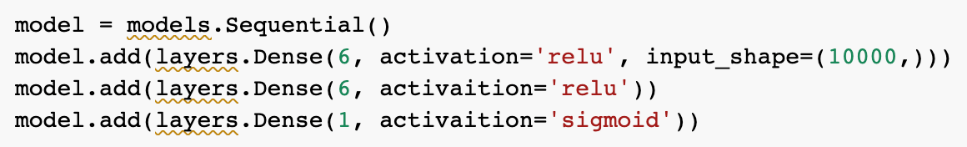 model = models.Sequential()
model.add(layers.Dense(6, activation='relu', input_shape=(10000,)))
model.add(layers.Dense(6, activaition='relu'))
model.add(layers.Dense(1, activaition='sigmoid'))